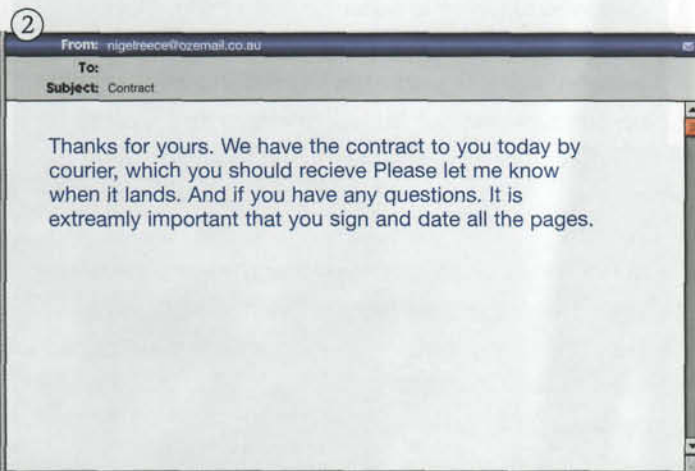 2
From: nigelreece@ozemail.co.au
To:
Subject: Contract
Thanks for yours. We have the contract to you today by
courier, which you should recieve Please let me know
when it lands. And if you have any questions. It is
extreamly important that you sign and date all the pages.